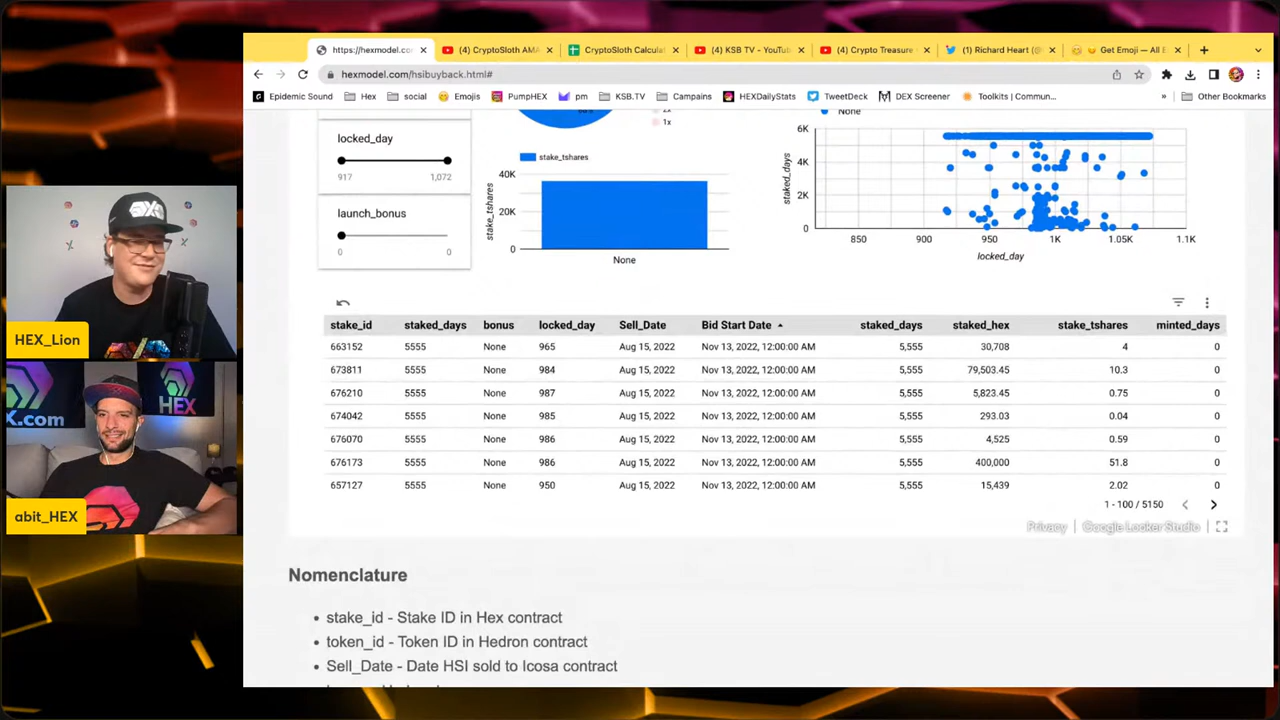 https://hexmodel.co
(4) CryptoSloth AMA
CryptoSloth Calcula
(4) KSB TV - YouTu
(4) Crypto Treasure
(1) Richard Heart (@
Get Emoji — All E
hexmodel.com/hsibuyback.html#
Epidemic Sound
Hex
social
Emojis
PumpHEX
pm
KSB.TV
Campains
HEXDailyStats
TweetDeck
DEX Screener
Toolkits | Commun...
»
Other Bookmarks
locked_day
917 1,072
launch_bonus
0 0
1x
stake_tshares
40K
20K
0
stake_tshares
None
None
6K
4K
2K
0
staked_days
850 900 950 1K 1.05K 1.1K
locked_day
stake_id staked_days bonus locked_day Sell_Date Bid Start Date staked_days staked_hex stake_tshares minted_days
663152 5555 None 965 Aug 15, 2022 Nov 13, 2022, 12:00:00 AM 5,555 30,708 4 0
673811 5555 None 984 Aug 15, 2022 Nov 13, 2022, 12:00:00 AM 5,555 79,503.45 10.3 0
676210 5555 None 987 Aug 15, 2022 Nov 13, 2022, 12:00:00 AM 5,555 5,823.45 0.75 0
674042 5555 None 985 Aug 15, 2022 Nov 13, 2022, 12:00:00 AM 5,555 293.03 0.04 0
676070 5555 None 986 Aug 15, 2022 Nov 13, 2022, 12:00:00 AM 5,555 4,525 0.59 0
676173 5555 None 986 Aug 15, 2022 Nov 13, 2022, 12:00:00 AM 5,555 400,000 51.8 0
657127 5555 None 950 Aug 15, 2022 Nov 13, 2022, 12:00:00 AM 5,555 15,439 2.02 0
1 - 100 / 5150
Privacy
Google Looker Studio
Nomenclature
• stake_id - Stake ID in Hex contract
• token_id - Token ID in Hedron contract
• Sell_Date - Date HSI sold to Icosa contract
HEX_Lion
X.com
HEX
abit_HEX